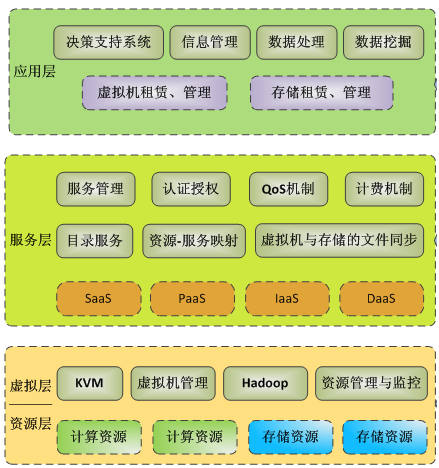 决策支持系统 信息管理 数据处理 数据挖掘
应用层
虚拟机租赁、管理 存储租赁、管理
服务管理 认证授权 QoS机制 计费机制
服务层 目录服务 资源-服务映射 虚拟机与存储的文件同步
SaaS PaaS IaaS DaaS
虚拟层 KVM 虚拟机管理 Hadoop 资源管理与监控
资源层 计算资源 计算资源 存储资源 存储资源